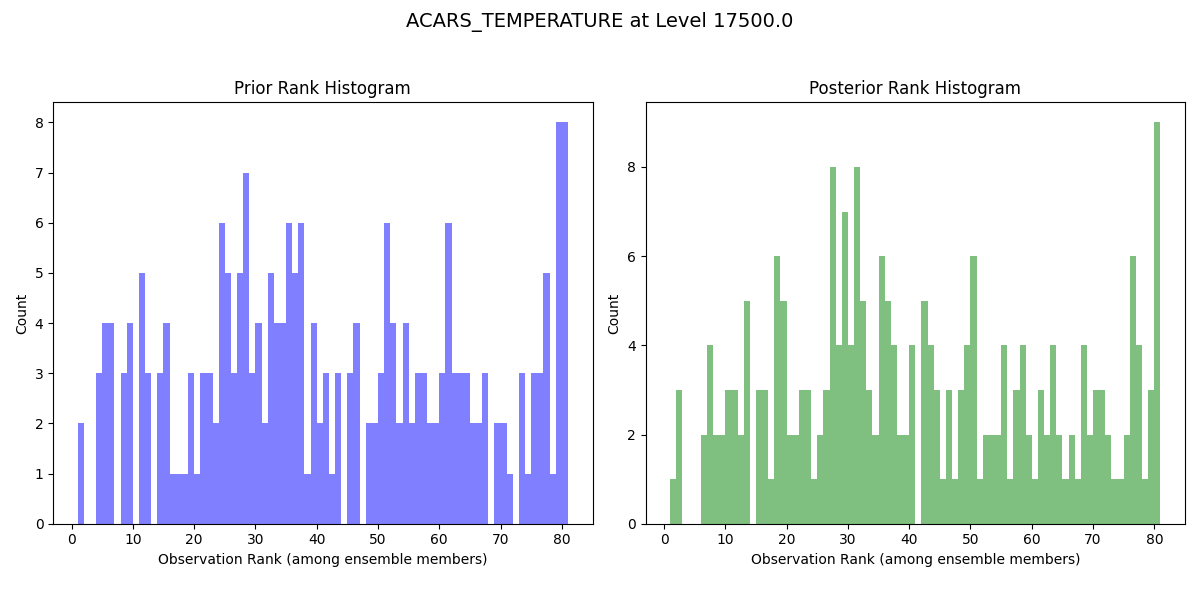 ACARS_TEMPERATURE at Level 17500.0
Prior Rank Histogram
8
7
6
5
4
3
2
1
0
Count
0 10 20 30 40 50 60 70 80
Observation Rank (among ensemble members)
Posterior Rank Histogram
8
6
4
2
0
Count
0 10 20 30 40 50 60 70 80
Observation Rank (among ensemble members)